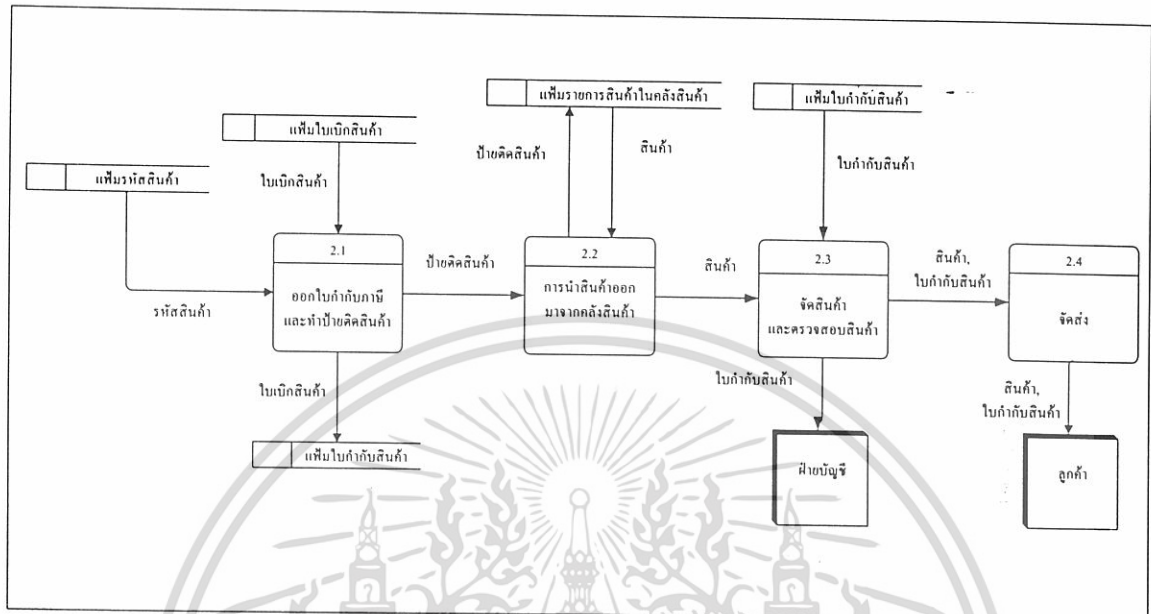 แฟ้มรายการสินค้าในคลังสินค้า
แฟ้มใบกำกับสินค้า
แฟ้มใบเบิกสินค้า
ป้ายติดสินค้า
สินค้า
แฟ้มรหัสสินค้า
ใบเบิกสินค้า
ใบกำกับสินค้า
2.1
ออกใบกำกับภาษี
และทำป้ายติดสินค้า
รหัสสินค้า
ป้ายติดสินค้า
2.2
การนำสินค้าออก
มาจากคลังสินค้า
สินค้า
2.3
จัดสินค้า
และตรวจสอบสินค้า
สินค้า,
ใบกำกับสินค้า
2.4
จัดส่ง
ใบเบิกสินค้า
ใบกำกับสินค้า
สินค้า,
ใบกำกับสินค้า
แฟ้มใบกำกับสินค้า
ฝ่ายบัญชี
ลูกค้า